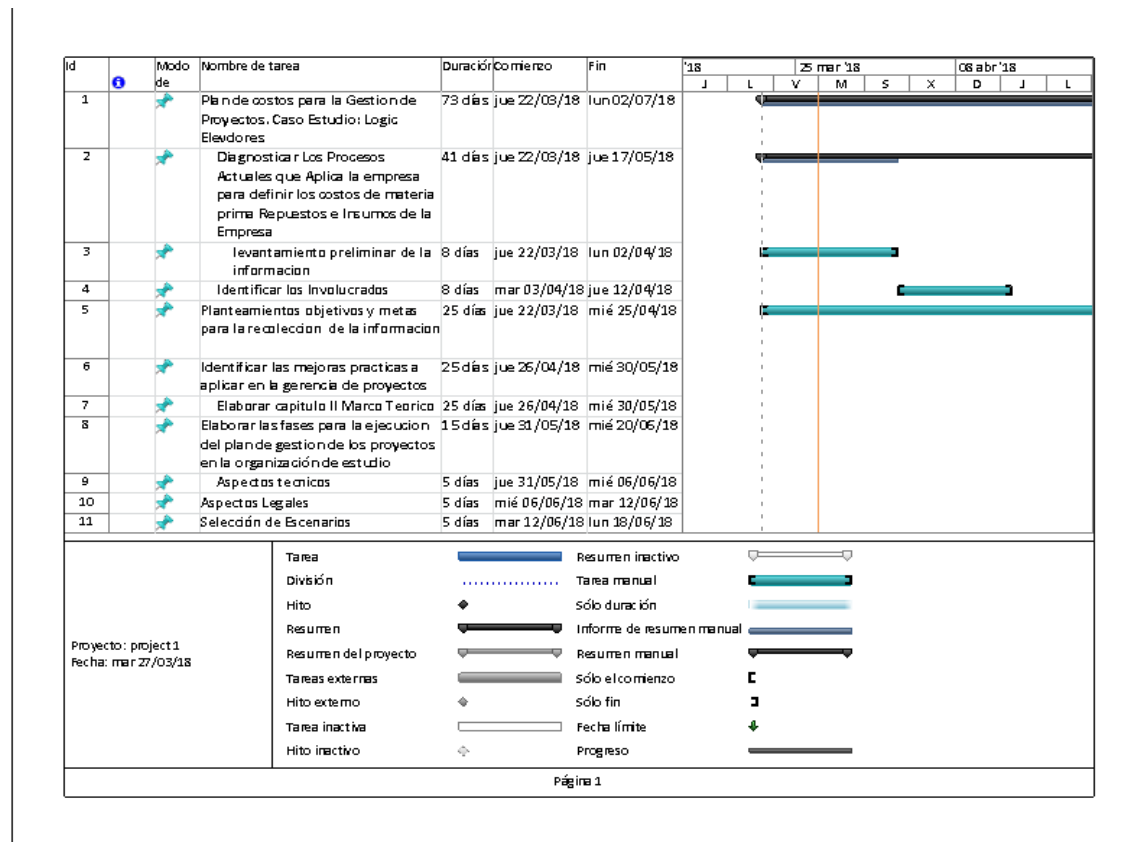 Id Modo de Nombre de tarea Duración Comienzo Fin '18 25 mar '18 08 abr '18
J L V M S X D J L
1 Plan de costos para la Gestion de 73 días jue 22/03/18 lun 02/07/18
Proyectos. Caso Estudio: Logic
Elevdores
2 Diagnosticar Los Procesos 41 días jue 22/03/18 jue 17/05/18
Actuales que Aplica la empresa
para definir los costos de materia
prima Repuestos e Insumos de la
Empresa
3 levantamiento preliminar de la 8 días jue 22/03/18 lun 02/04/18
informacion
4 Identificar los Involucrados 8 días mar 03/04/18 jue 12/04/18
5 Planteamientos objetivos y metas 25 días jue 22/03/18 mié 25/04/18
para la recoleccion de la informacion
6 Identificar las mejoras practicas a 25 días jue 26/04/18 mié 30/05/18
aplicar en la gerencia de proyectos
7 Elaborar capitulo II Marco Teorico 25 días jue 26/04/18 mié 30/05/18
8 Elaborar las fases para la ejecucion 15 días jue 31/05/18 mié 20/06/18
del plan de gestion de los proyectos
en la organización de estudio
9 Aspectos tecnicos 5 días jue 31/05/18 mié 06/06/18
10 Aspectos Legales 5 días mié 06/06/18 mar 12/06/18
11 Selección de Escenarios 5 días mar 12/06/18 lun 18/06/18
Proyecto: project 1
Fecha: mar 27/03/18
Tarea Resumen inactivo
División Tarea manual
Hito Sólo duración
Resumen Informe de resumen manual
Resumen del proyecto Resumen manual
Tareas externas Sólo el comienzo
Hito externo Sólo fin
Tarea inactiva Fecha límite
Hito inactivo Progreso
Página 1